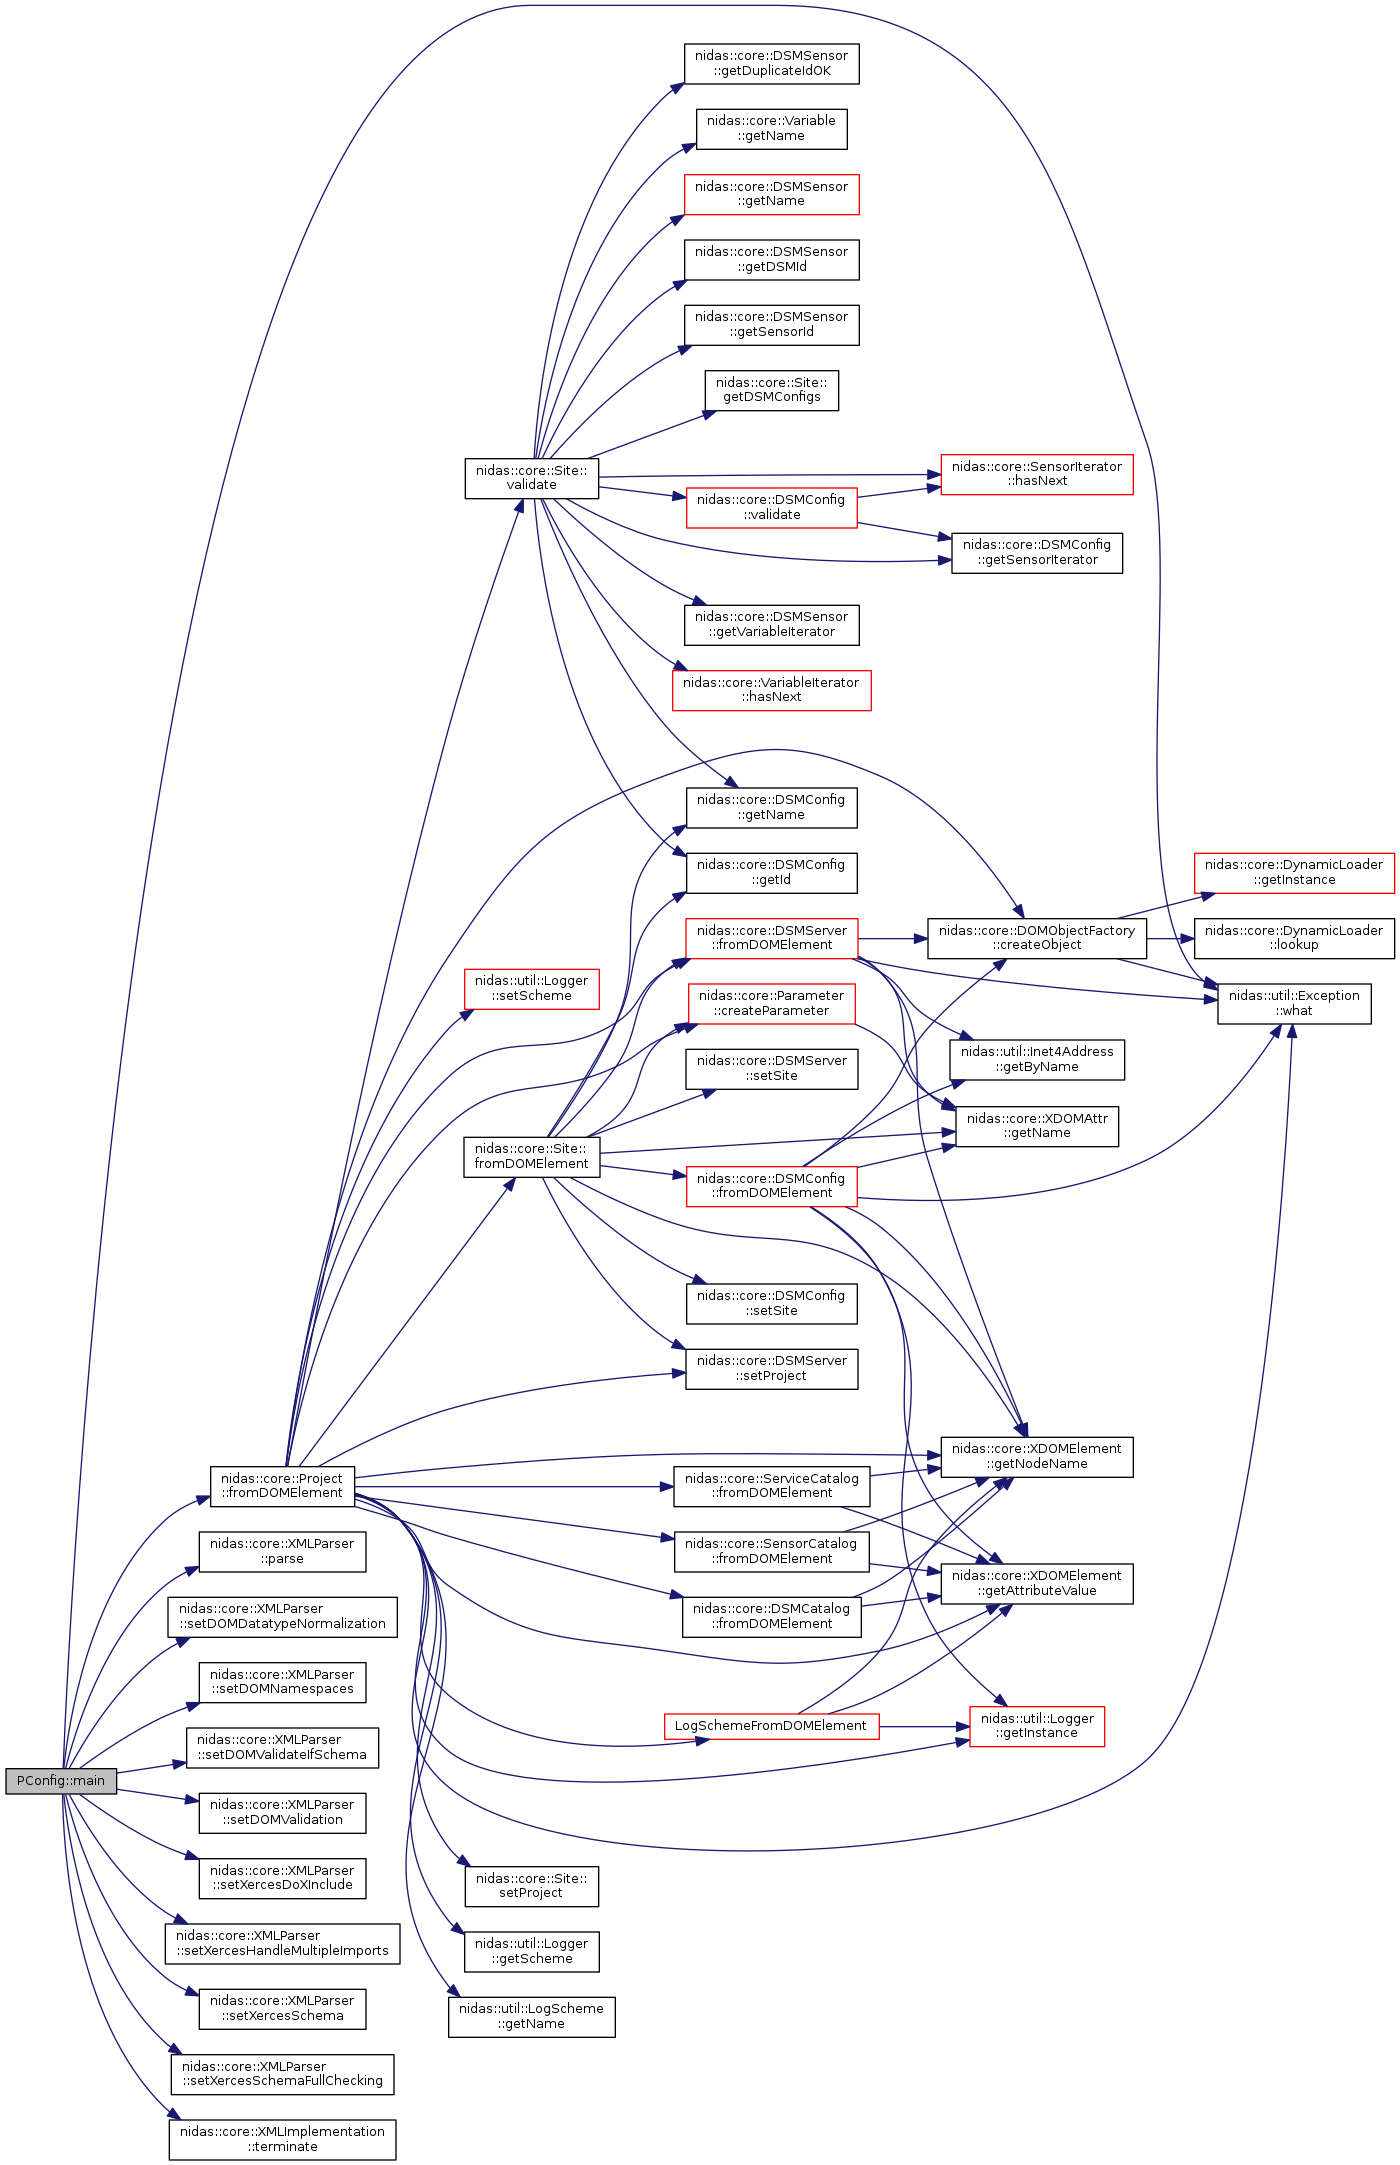 nidas::core::DSMSensor
::getDuplicateIdOK
nidas::core::Variable
::getName
nidas::core::DSMSensor
::getName
nidas::core::DSMSensor
::getDSMId
nidas::core::DSMSensor
::getSensorId
nidas::core::Site::
getDSMConfigs
nidas::core::Site::
validate
nidas::core::SensorIterator
::hasNext
nidas::core::DSMConfig
::validate
nidas::core::DSMConfig
::getSensorIterator
nidas::core::DSMSensor
::getVariableIterator
nidas::core::VariableIterator
::hasNext
nidas::core::DSMConfig
::getName
nidas::core::DSMConfig
::getId
nidas::core::DynamicLoader
::getInstance
nidas::core::DSMServer
::fromDOMElement
nidas::core::DOMObjectFactory
::createObject
nidas::core::DynamicLoader
::lookup
nidas::util::Logger
::setScheme
nidas::core::Parameter
::createParameter
nidas::util::Exception
::what
nidas::core::DSMServer
::setSite
nidas::util::Inet4Address
::getByName
nidas::core::XDOMAttr
::getName
nidas::core::Site::
fromDOMElement
nidas::core::DSMConfig
::fromDOMElement
nidas::core::DSMConfig
::setSite
nidas::core::DSMServer
::setProject
nidas::core::XDOMElement
::getNodeName
nidas::core::Project
::fromDOMElement
nidas::core::ServiceCatalog
::fromDOMElement
nidas::core::XMLParser
::parse
nidas::core::SensorCatalog
::fromDOMElement
nidas::core::XDOMElement
::getAttributeValue
nidas::core::XMLParser
::setDOMDatatypeNormalization
nidas::core::DSMCatalog
::fromDOMElement
nidas::core::XMLParser
::setDOMNamespaces
LogSchemeFromDOMElement
nidas::util::Logger
::getInstance
nidas::core::XMLParser
::setDOMValidateIfSchema
PConfig::main
nidas::core::XMLParser
::setDOMValidation
nidas::core::XMLParser
::setXercesDoXInclude
nidas::core::Site::
setProject
nidas::core::XMLParser
::setXercesHandleMultipleImports
nidas::util::Logger
::getScheme
nidas::core::XMLParser
::setXercesSchema
nidas::util::LogScheme
::getName
nidas::core::XMLParser
::setXercesSchemaFullChecking
nidas::core::XMLImplementation
::terminate